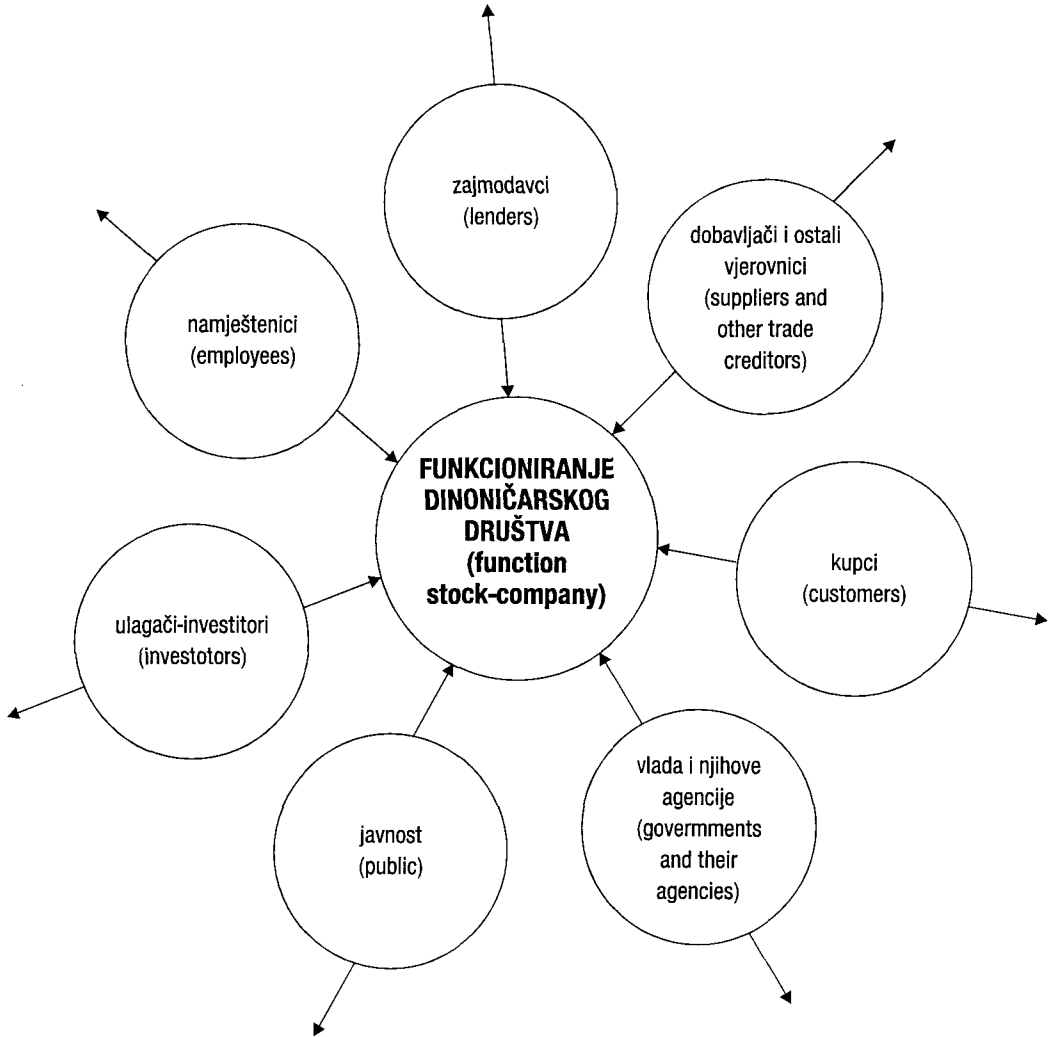 zajmodavci
(lenders)
dobavljači i ostali
vjerovnici
(suppliers and
other trade
creditors)
namještenici
(employees)
FUNKCIONIRANJE
DINONIČARSKOG
DRUŠTVA
(function
stock-company)
kupci
(customers)
ulagači-investitori
(investotors)
vlada i njihove
agencije
(govermments
and their
agencies)
javnost
(public)